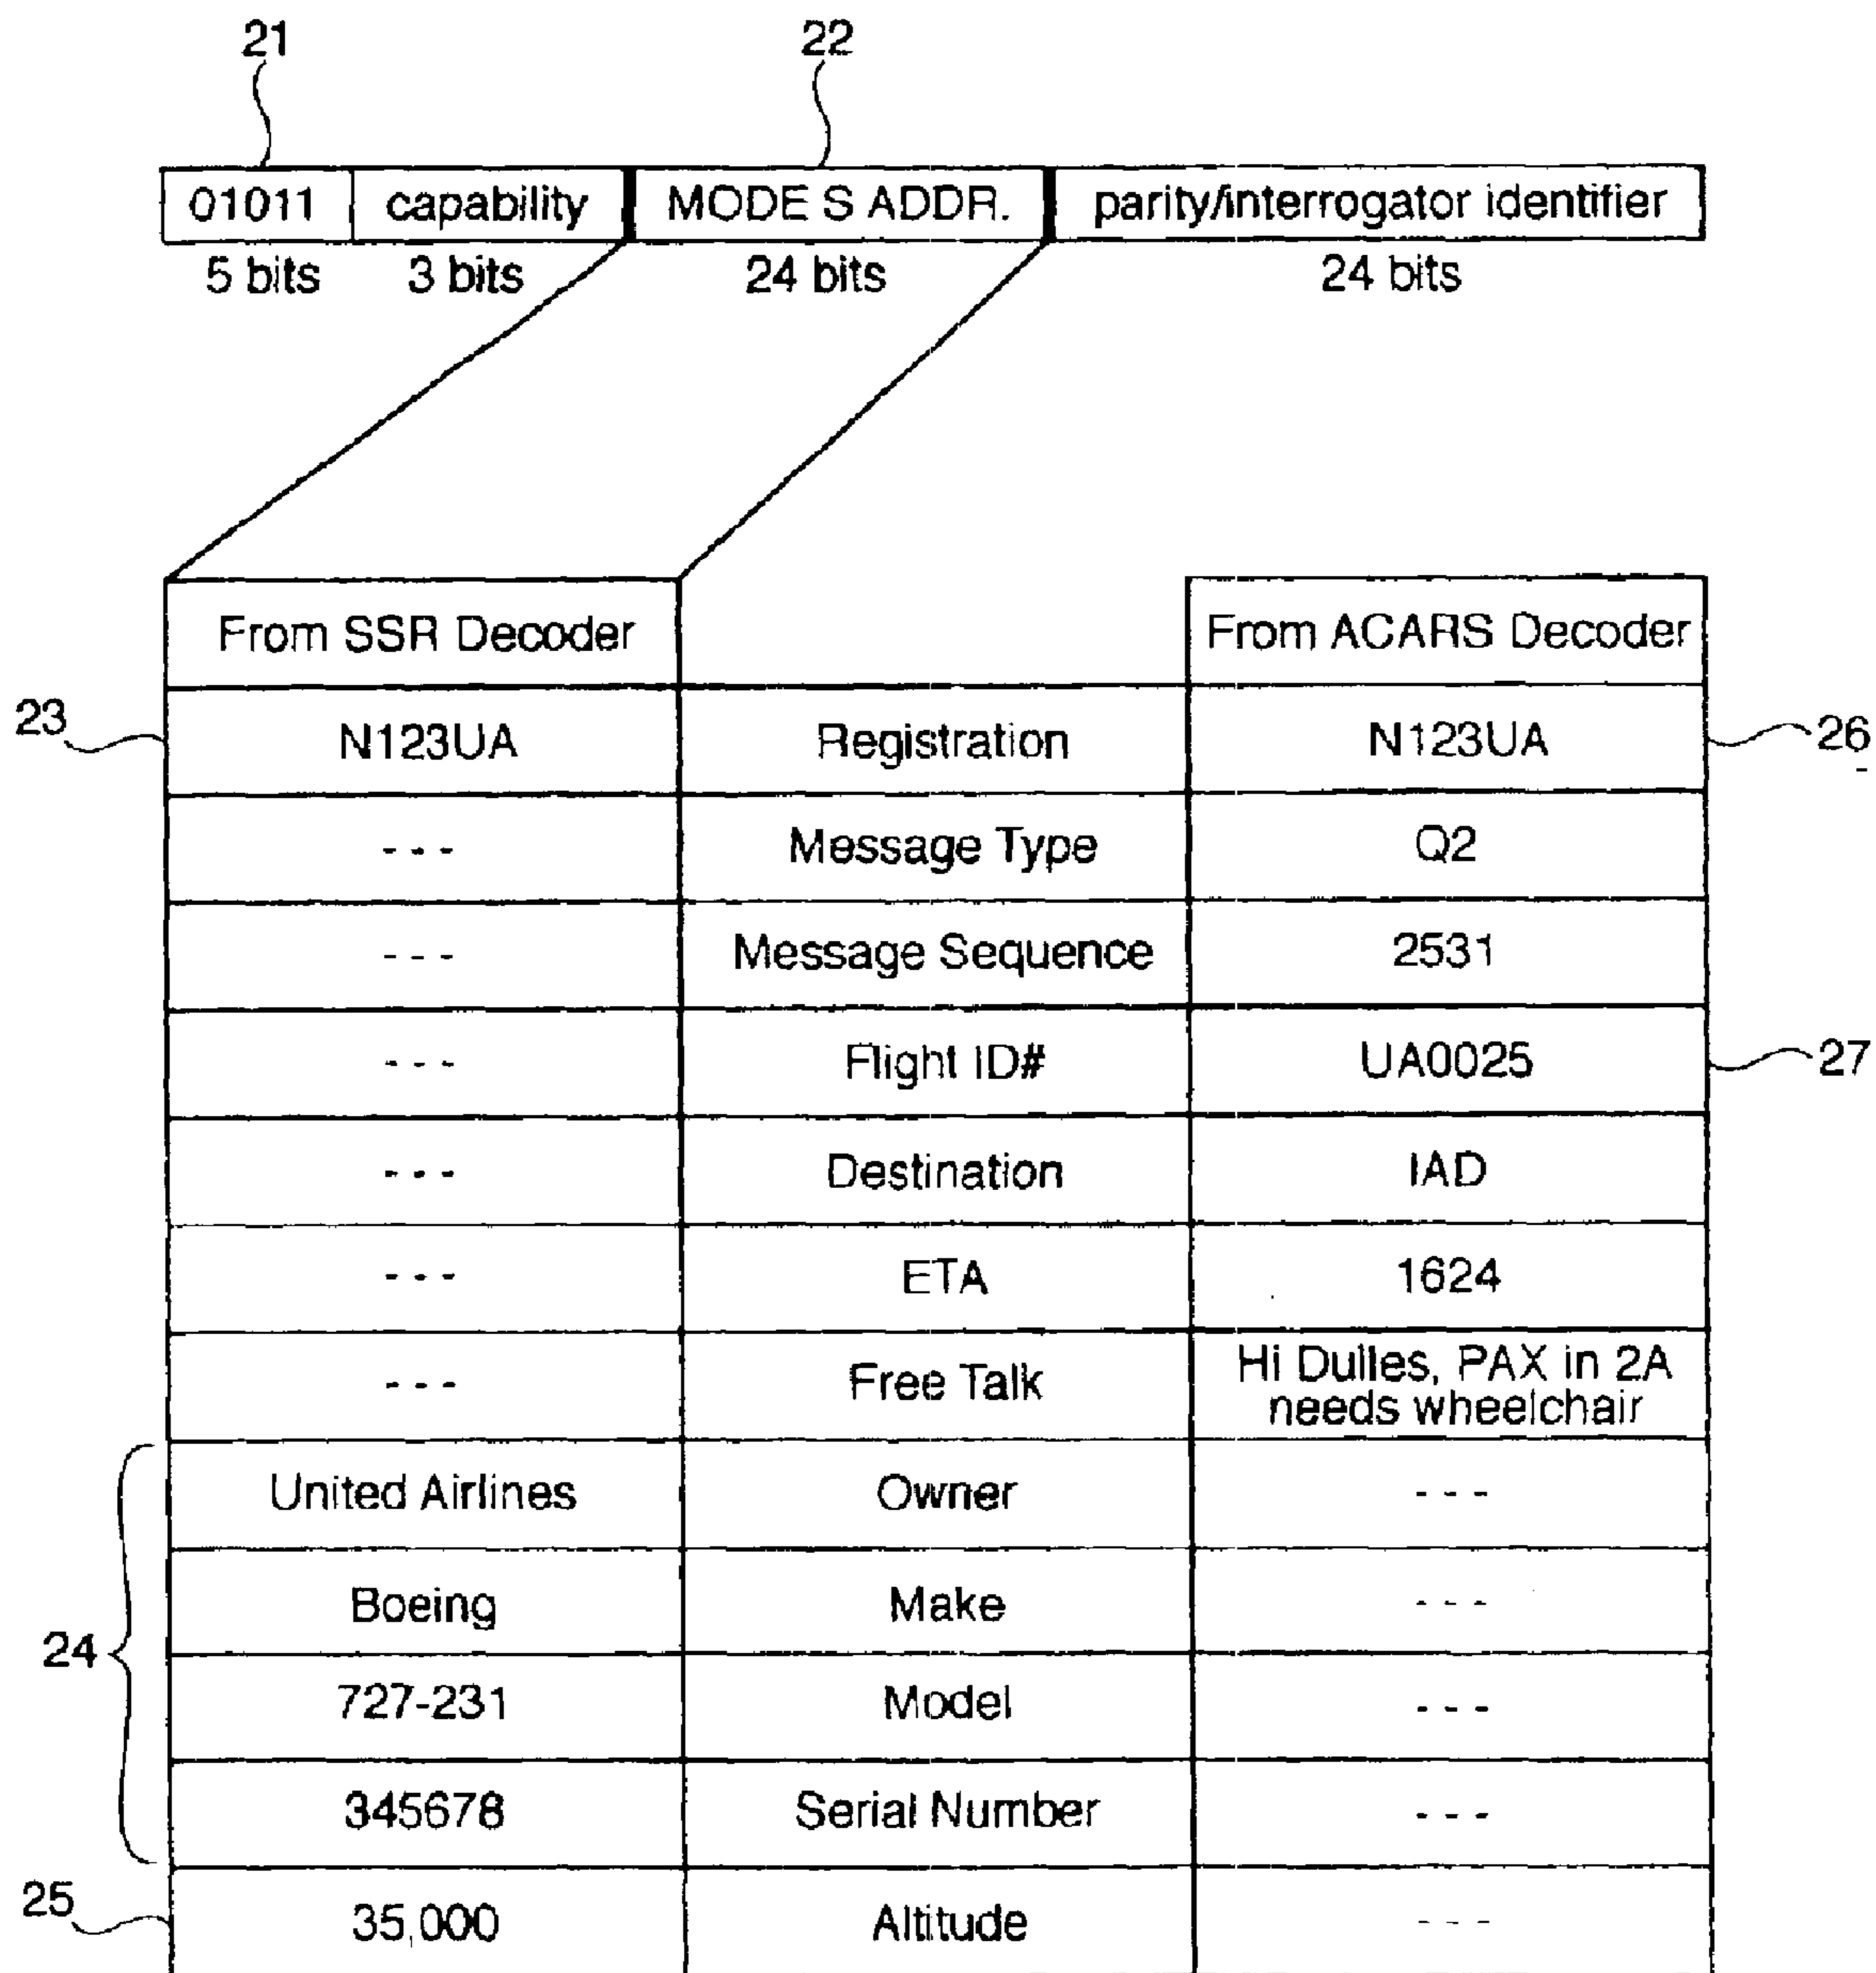 21 22
01011 capability MODE S ADDR. parity/interrogator identifier
5 bits 3 bits 24 bits 24 bits
From SSR Decoder From ACARS Decoder
23 N123UA Registration N123UA 26
--- Message Type Q2
--- Message Sequence 2531
--- Flight ID# UA0025 27
--- Destination IAD
--- ETA 1624
--- Free Talk Hi Dulles, PAX in 2A
needs wheelchair
United Airlines Owner ---
Boeing Make ---
24
727-231 Model ---
345678 Serial Number ---
25 35,000 Altitude ---